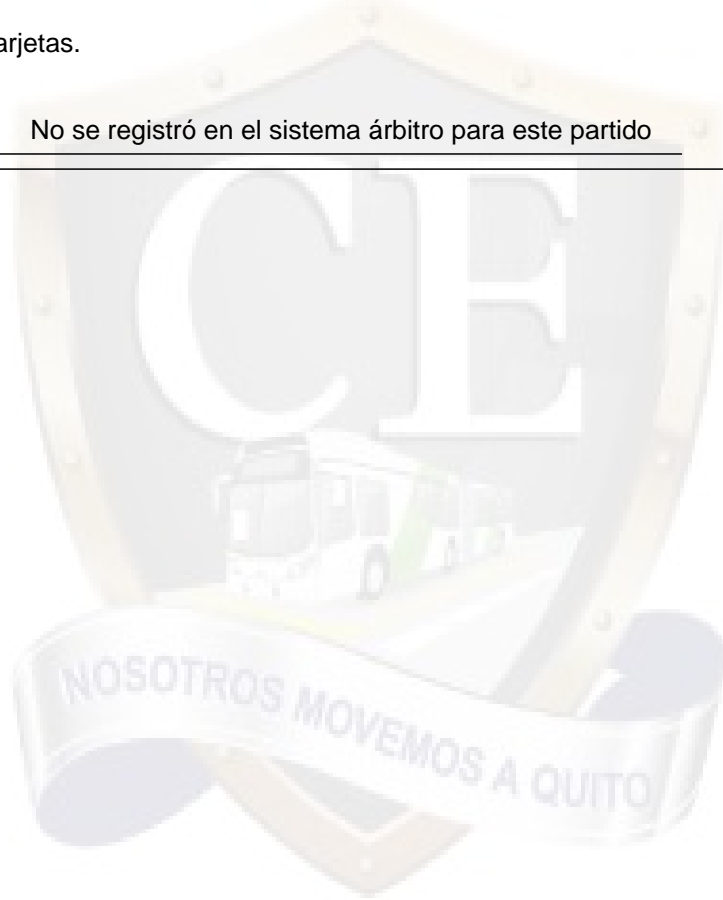 arjetas.
No se registró en el sistema árbitro para este partido
CE
NOSOTROS MOVEMOS A QUITO